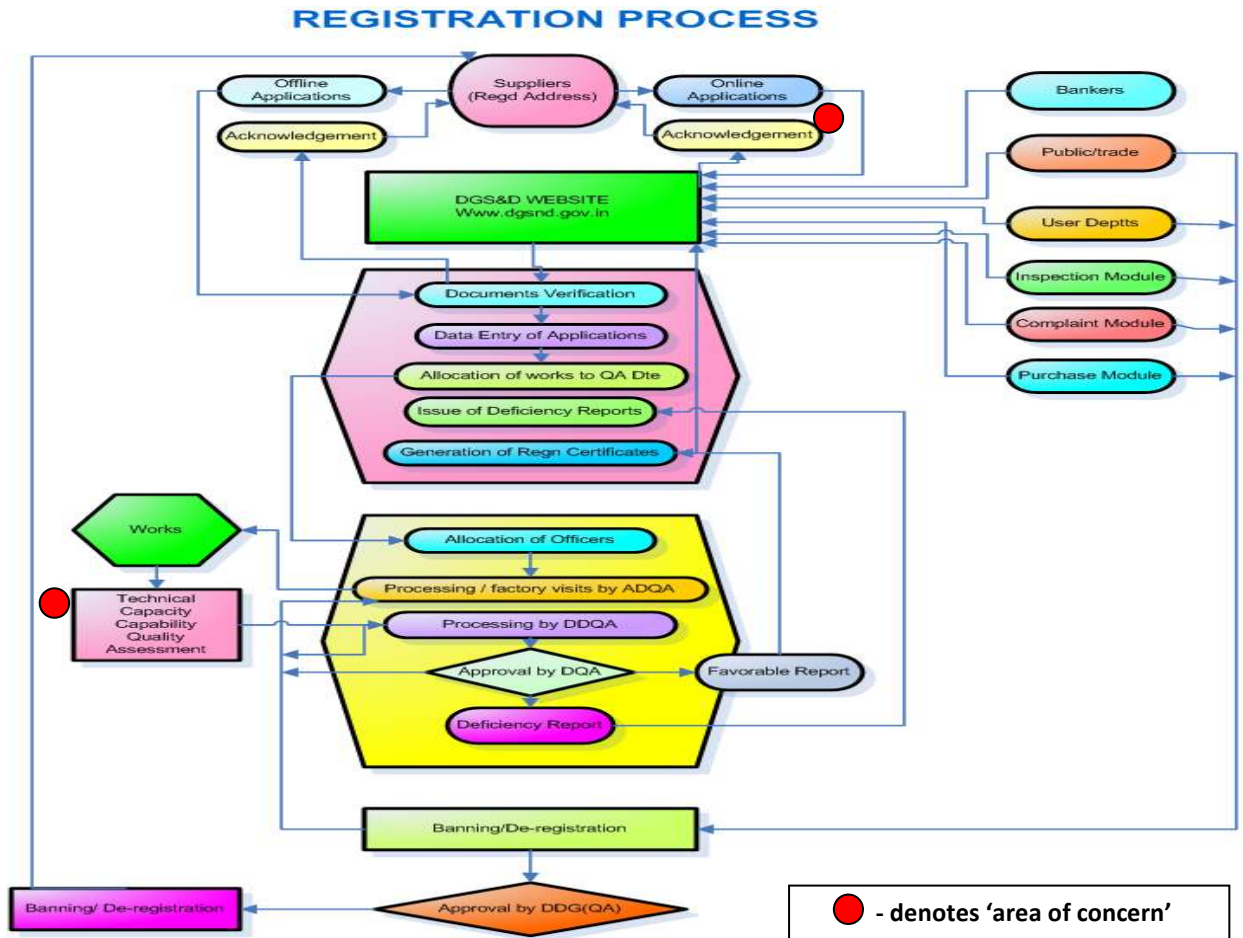 REGISTRATION PROCESS
Suppliers
(Regd Address)
Offline
Applications
Online
Applications
Acknowledgement
Acknowledgement
Bankers
Public/trade
User Deptts
Inspection Module
Complaint Module
Purchase Module
DGS&D WEBSITE
Www.dgsnd.gov.in
Documents Verification
Data Entry of Applications
Allocation of works to QA Dte
Issue of Deficiency Reports
Generation of Regn Certificates
Works
Technical
Capacity
Capability
Quality
Assessment
Allocation of Officers
Processing / factory visits by ADQA
Processing by DDQA
Approval by DQA
Favorable Report
Deficiency Report
Banning/De-registration
Banning/ De-registration
Approval by DDG(QA)
- denotes ‘area of concern’